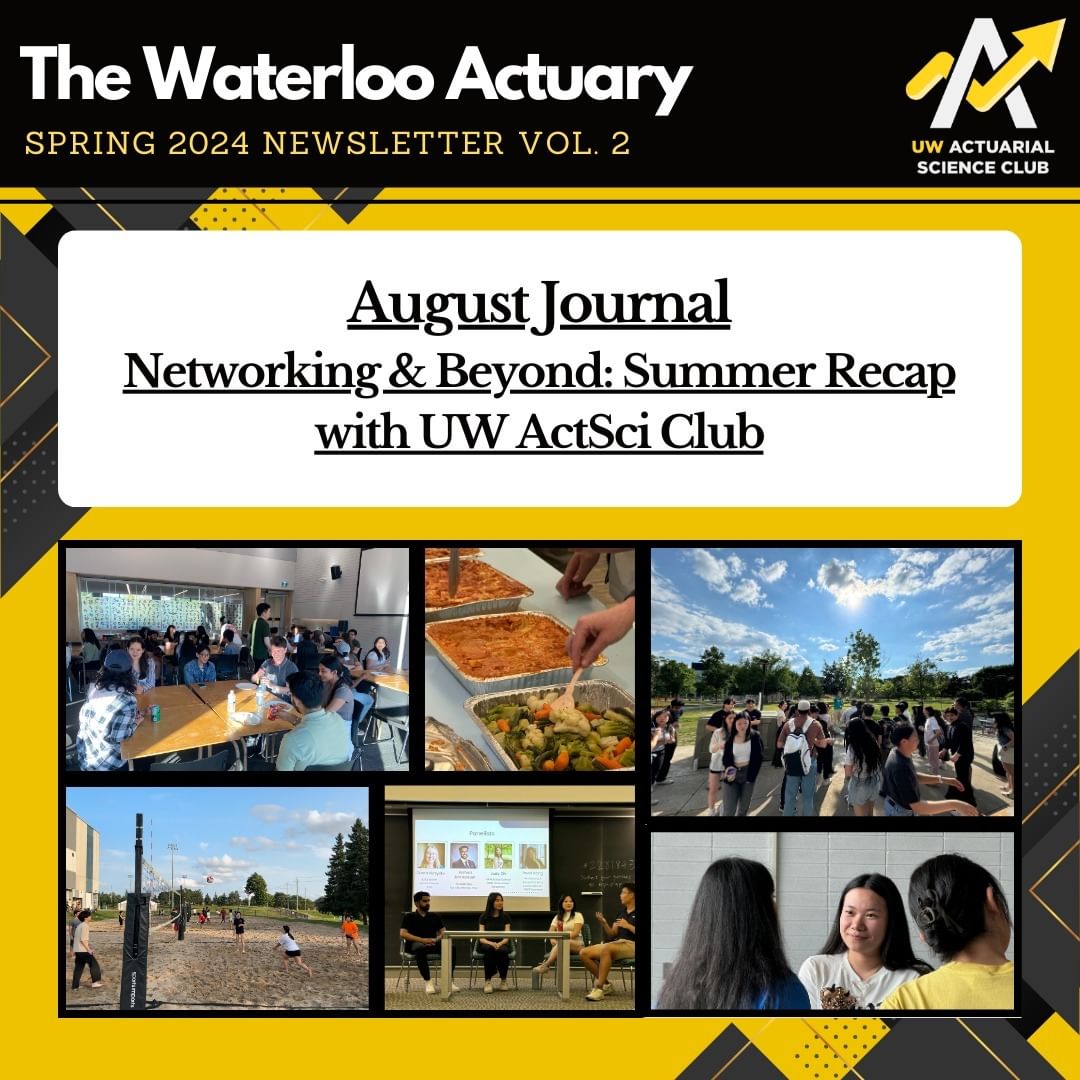 The Waterloo Actuary
SPRING 2024 NEWSLETTER VOL. 2
UW ACTUARIAL
SCIENCE CLUB
August Journal
Networking & Beyond: Summer Recap
with UW ActSci Club
Panelists